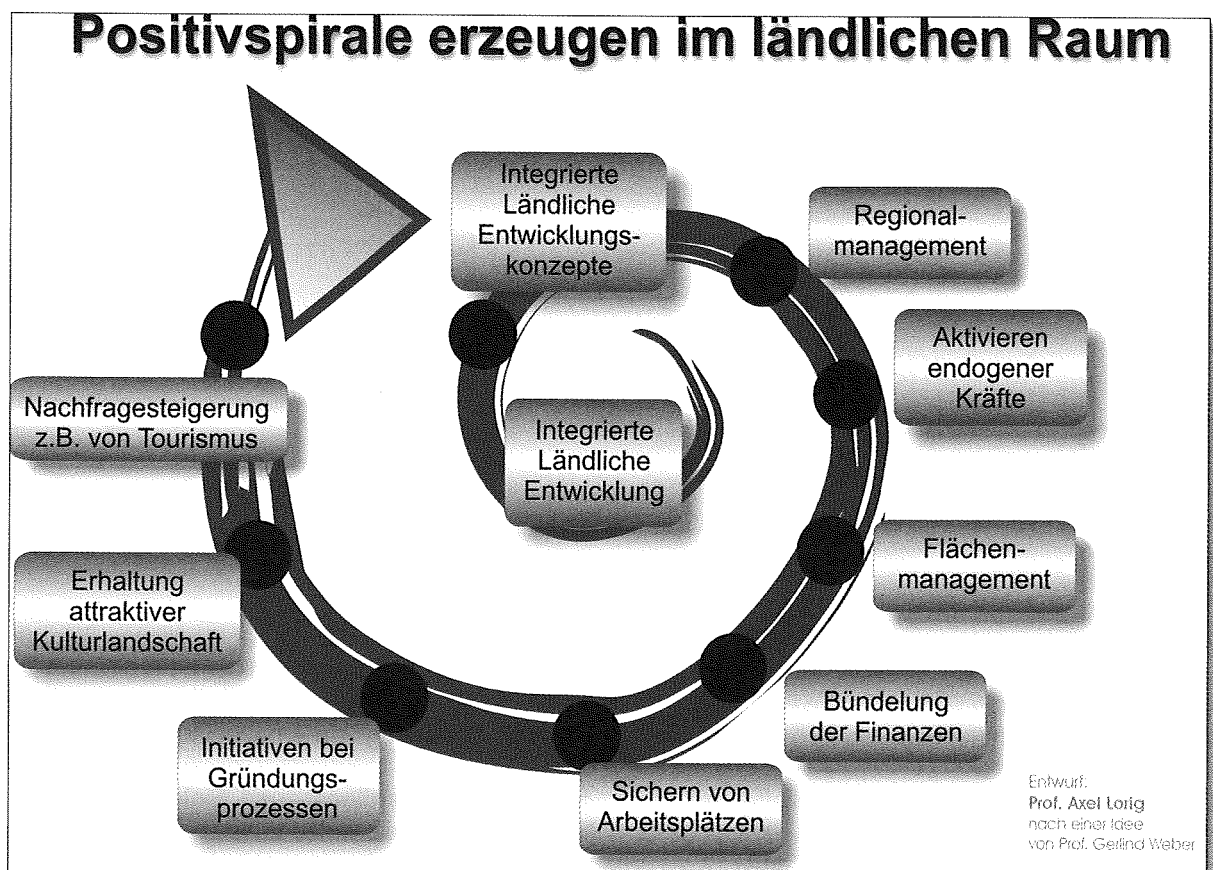 Positivspirale erzeugen im ländlichen Raum
Integrierte
Ländliche
Entwicklungs-
konzepte
Regional-
management
Aktivieren
endogener
Kräfte
Nachfragesteigerung
z.B. von Tourismus
Integrierte
Ländliche
Entwicklung
Flächen-
management
Erhaltung
attraktiver
Kulturlandschaft
Bündelung
der Finanzen
Initiativen bei
Gründungs-
prozessen
Sichern von
Arbeitsplätzen
Entwurf:
Prof. Axel Lorig
nach einer Idee
von Prof. Gerlind Weber